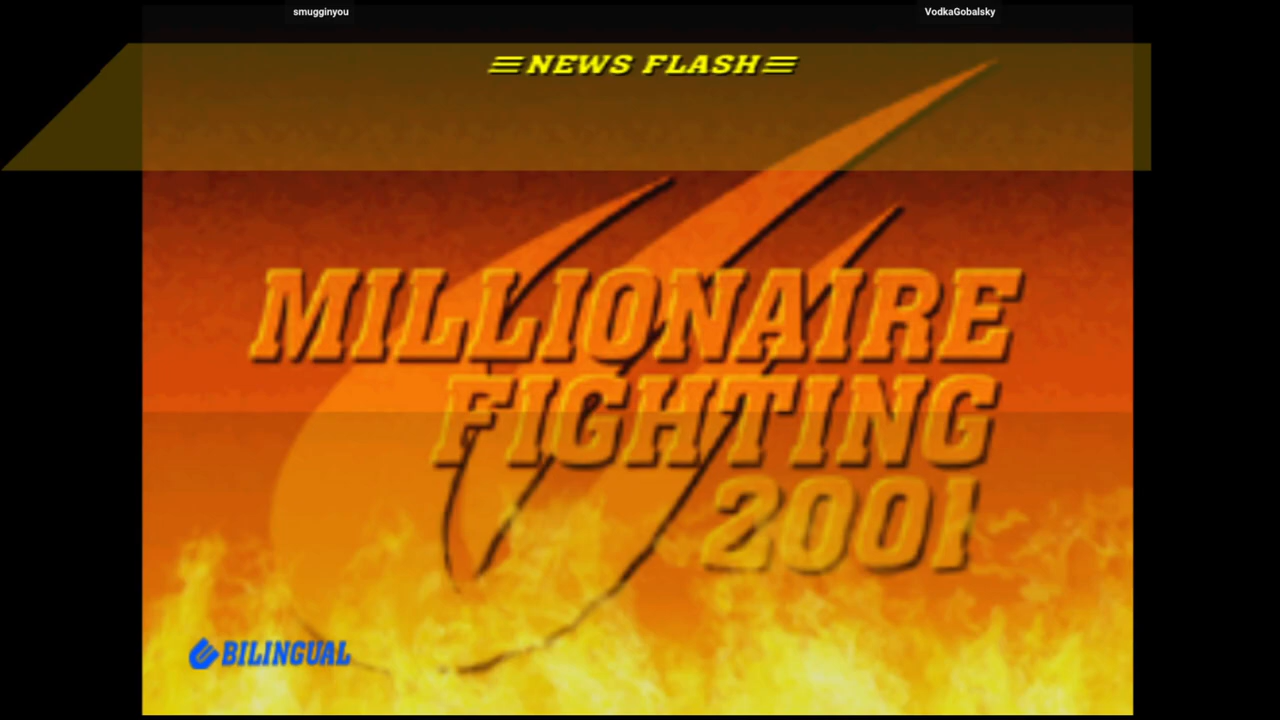 smugginyou
VodkaGobalsky
NEWS FLASH
MILLIONAIRE
FIGHTING
2001
BILINGUAL